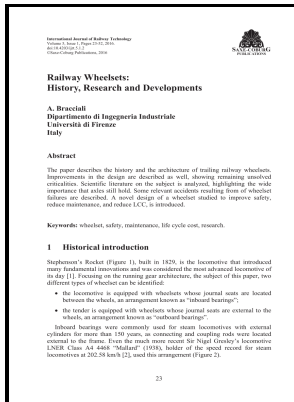 International Journal of Railway Technology
Volume 5, Issue 1, Pages 23-52, 2016.
©Saxe-Coburg Publications, 2016
SAXE-COBURG
PUBLICATIONS
Railway Wheelsets:
History, Research and Developments
A. Bracciali
Dipartimento di Ingegneria Industriale
Università di Firenze
Italy
Abstract
The paper describes the history and the architecture of trailing railway wheelsets.
Improvements in the design are described as well, showing remaining unsolved
criticalities. Scientific literature on the subject is analyzed, highlighting the wide
importance that axles still hold. Some relevant accidents resulting from of wheelset
failures are described. A novel design of a wheelset studied to improve safety,
reduce maintenance, and reduce LCC, is introduced.
Keywords: wheelset, safety, maintenance, life cycle cost, research.
1 Historical introduction
Stephenson's Rocket (Figure 1), built in 1829, is the locomotive that introduced
many fundamental innovations and was considered the most advanced locomotive of
its day [1]. Focusing on the running gear architecture, the subject of this paper, two
different types of wheelset can be identified:
• the locomotive is equipped with wheelsets whose journal seats are located
between the wheels, an arrangement known as "inboard bearings";
• the tender is equipped with wheelsets whose journal seats are external to the
wheels, an arrangement known as "outboard bearings".
Inboard bearings were commonly used for steam locomotives with external
cylinders for more than 150 years, as connecting and coupling rods were located
external to the frame. Even the much more recent Sir Nigel Gresley's locomotive
LNER Class A4 4468 "Mallard" (1938), holder of the speed record for steam
locomotives at 202.58 km/h [2], used this arrangement (Figure 2).
23